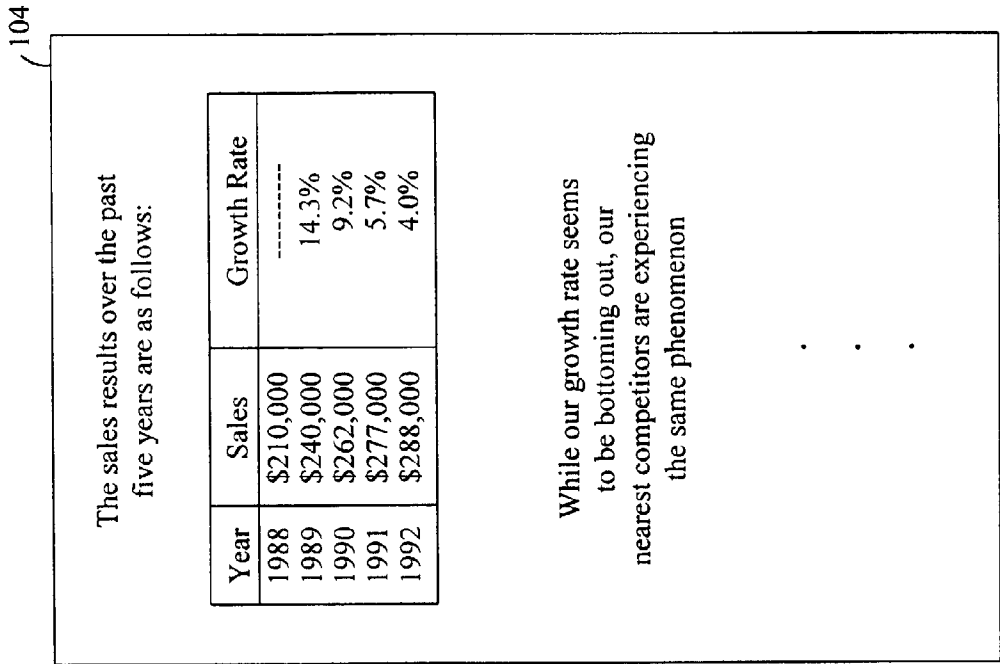 104
The sales results over the past
five years are as follows:
Year Sales Growth Rate
1988 $210,000 ----------
1989 $240,000 14.3%
1990 $262,000 9.2%
1991 $277,000 5.7%
1992 $288,000 4.0%
While our growth rate seems
to be bottoming out, our
nearest competitors are experiencing
the same phenomenon
.
.
.